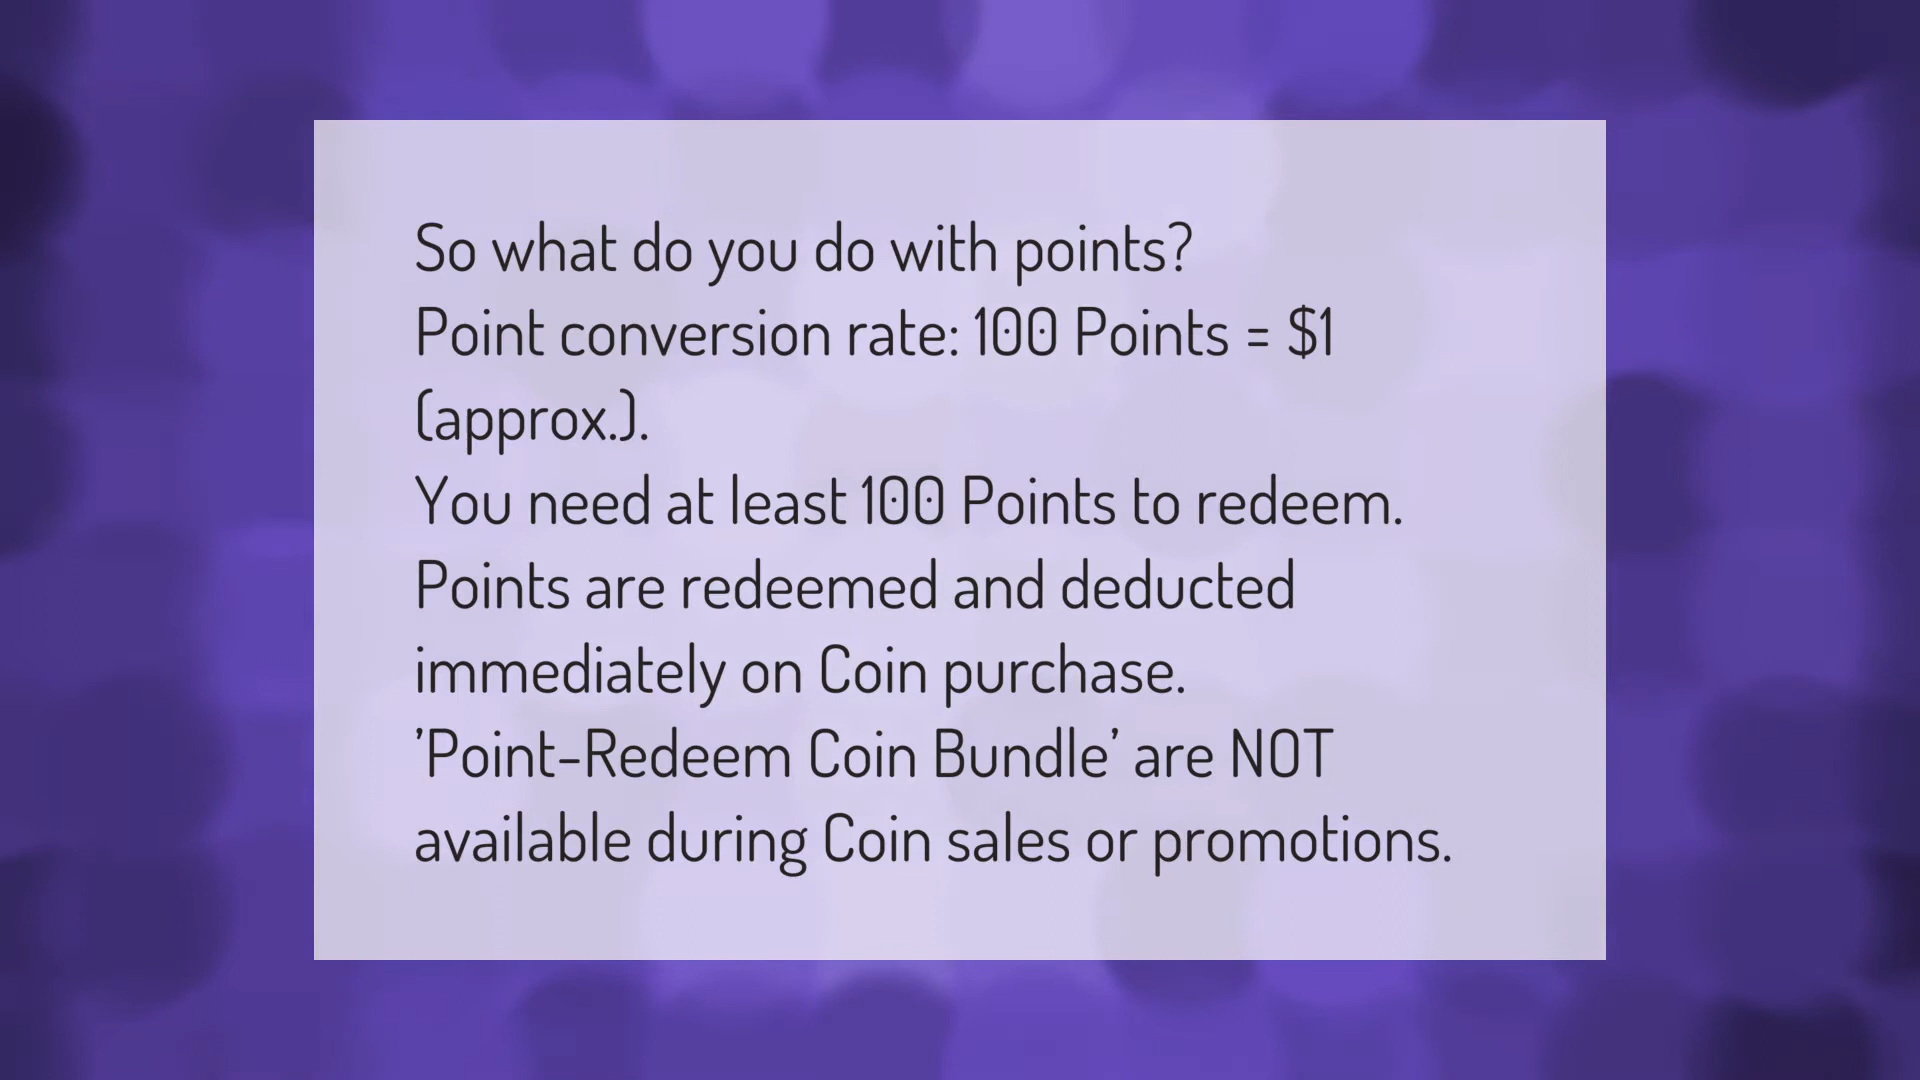 So what do you do with points?
Point conversion rate: 100 Points = $1
(approx.).
You need at least 100 Points to redeem.
Points are redeemed and deducted
immediately on Coin purchase.
'Point-Redeem Coin Bundle' are NOT
available during Coin sales or promotions.